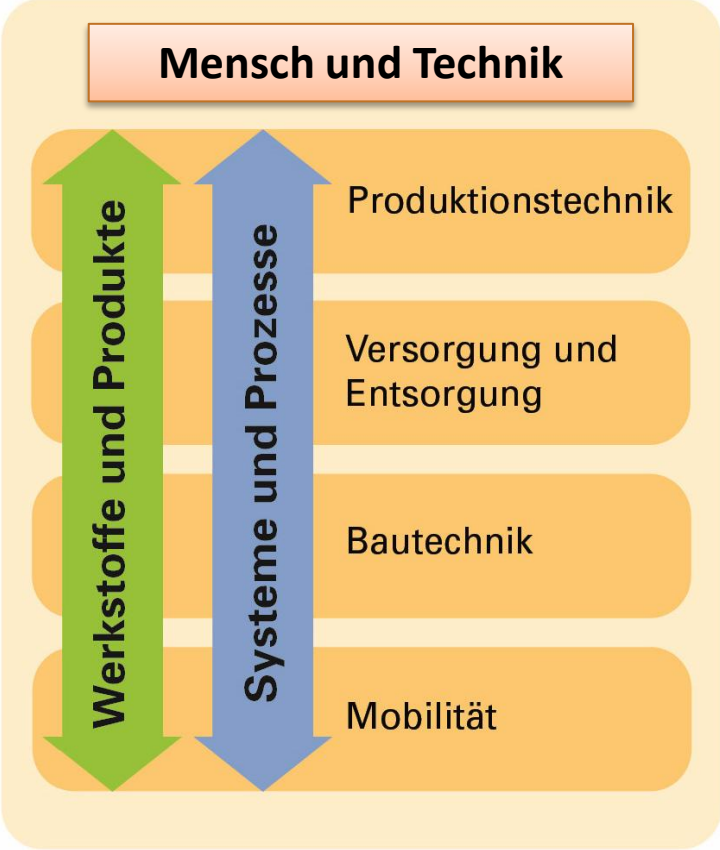 Mensch und Technik
Werkstoffe und Produkte
Systeme und Prozesse
Produktionstechnik
Versorgung und
Entsorgung
Bautechnik
Mobilität